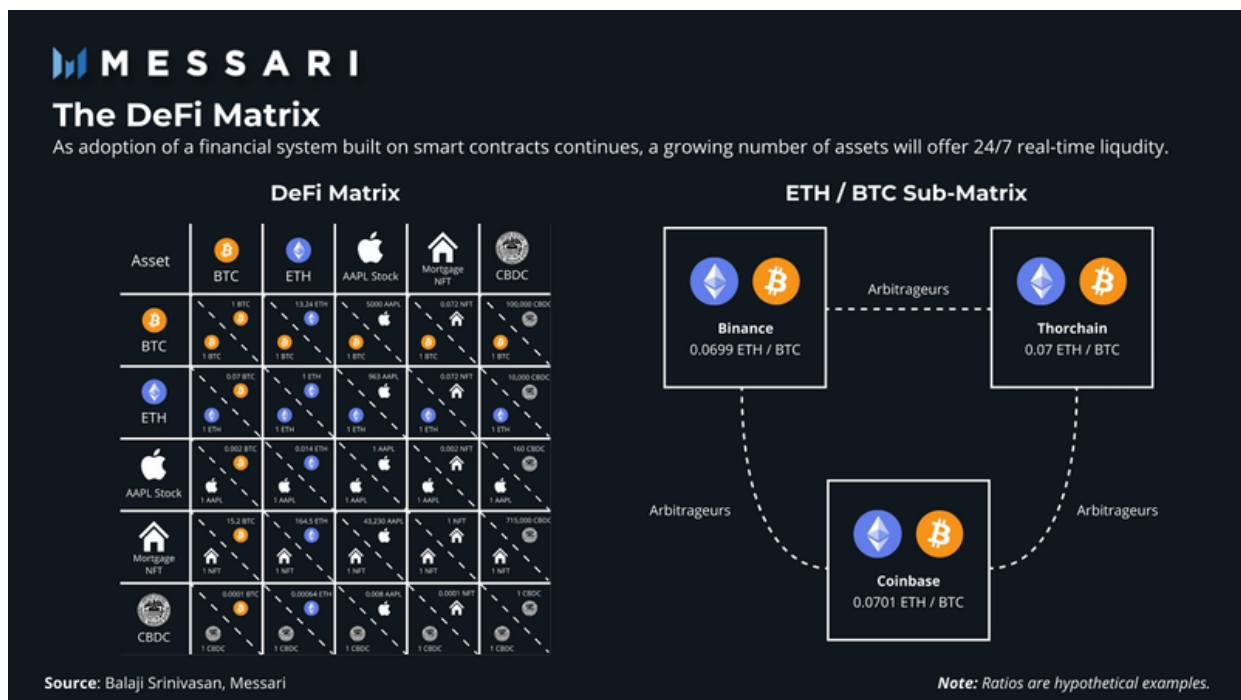 MESSARI
The DeFi Matrix
As adoption of a financial system built on smart contracts continues, a growing number of assets will offer 24/7 real-time liqudity.
DeFi Matrix
Asset
BTC
ETH
AAPL Stock
Mortgage
NFT
CBDC
BTC
1 BTC
1 BTC
13.24 ETH
1 BTC
5000 AAPL
1 BTC
0.072 NFT
1 BTC
100,000 CBDC
1 BTC
ETH
0.07 BTC
1 ETH
1 ETH
1 ETH
963 AAPL
1 ETH
0.072 NFT
1 ETH
10,000 CBDC
1 ETH
AAPL Stock
0.002 BTC
1 AAPL
0.014 ETH
1 AAPL
1 AAPL
1 AAPL
0.002 NFT
1 AAPL
160 CBDC
1 AAPL
Mortgage
NFT
15.2 BTC
1 NFT
164.5 ETH
1 NFT
43,230 AAPL
1 NFT
1 NFT
1 NFT
715,000 CBDC
1 NFT
CBDC
0.0001 BTC
1 CBDC
0.00064 ETH
1 CBDC
0.008 AAPL
1 CBDC
0.0001 NFT
1 CBDC
1 CBDC
1 CBDC
ETH / BTC Sub-Matrix
Binance
0.0699 ETH / BTC
Arbitrageurs
Thorchain
0.07 ETH / BTC
Arbitrageurs
Arbitrageurs
Coinbase
0.0701 ETH / BTC
Source: Balaji Srinivasan, Messari
Note: Ratios are hypothetical examples.